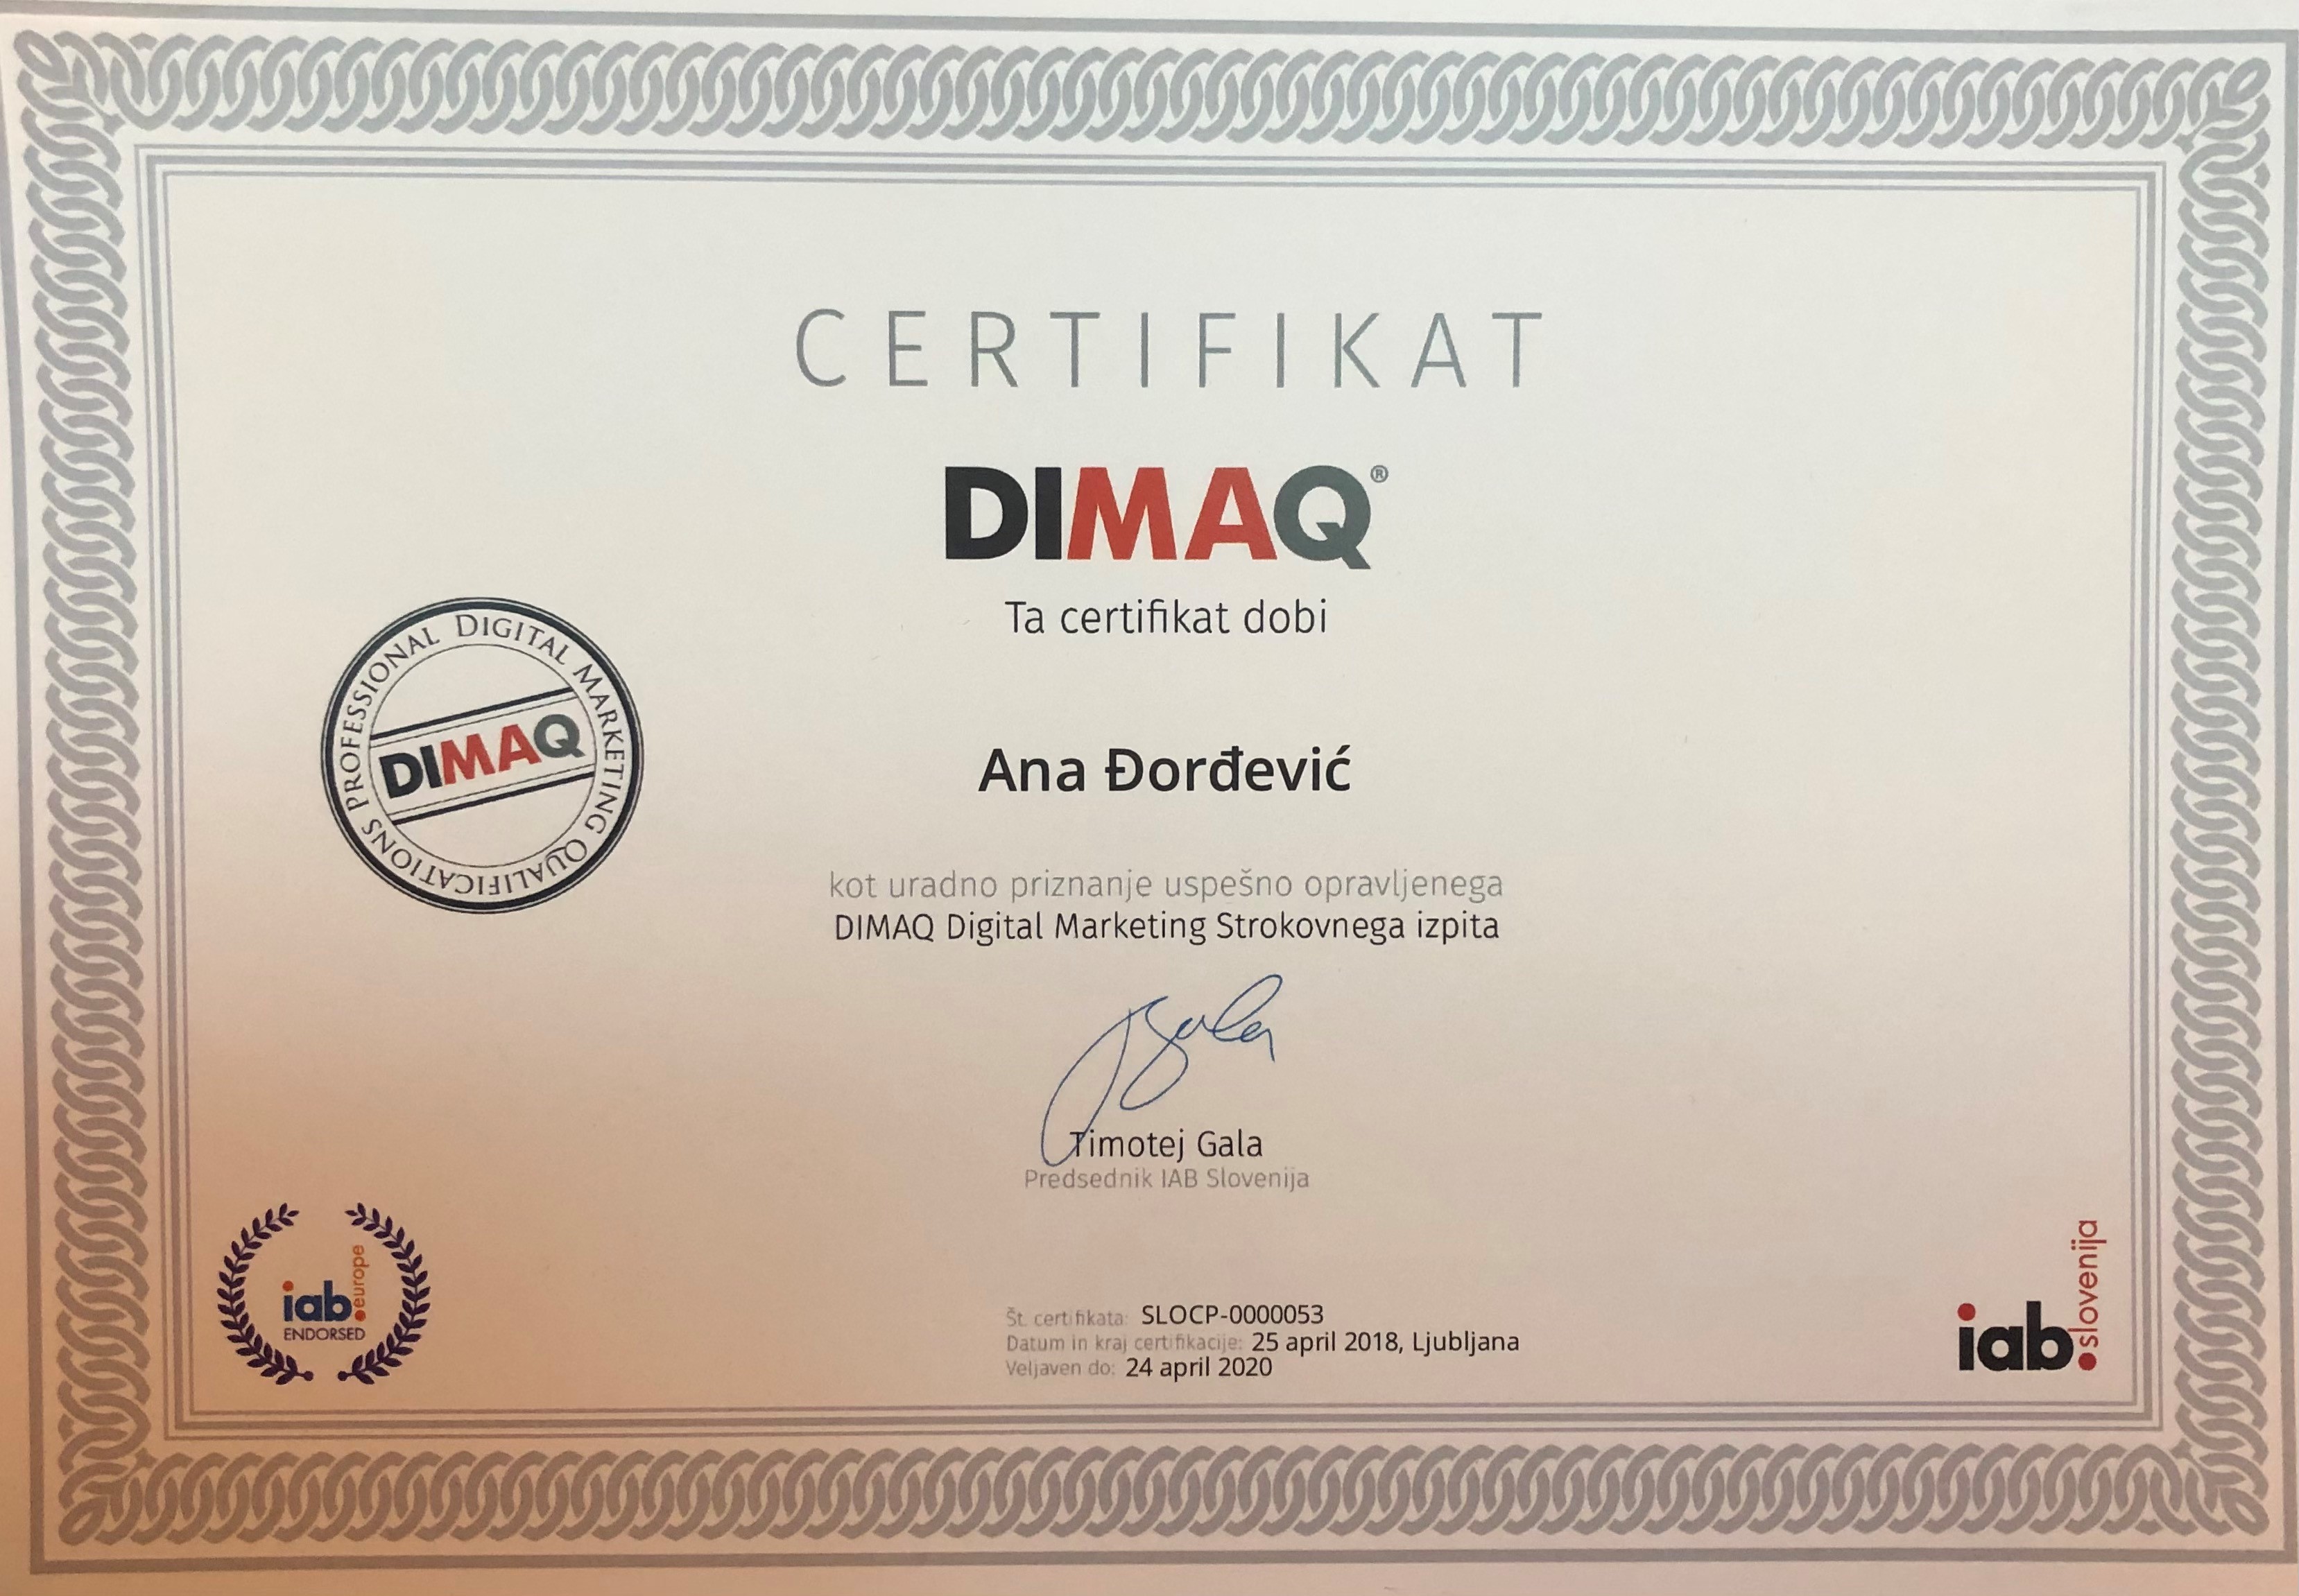 CERTIFIKAT
DIMAQ®
Ta certifikat dobi
PROFESSIONAL DIGITAL MARKETING QUALIFICATIONS
DIMAQ
Ana Đorđević
kot uradno priznanje uspešno opravljenega
DIMAQ Digital Marketing Strokovnega izpita
Timotej Gala
Predsednik IAB Slovenija
iab.europe
ENDORSED
Št. certifikata: SLOCP-0000053
Datum in kraj certifikacije: 25 april 2018, Ljubljana
Veljaven do: 24 april 2020
iab.slovenija